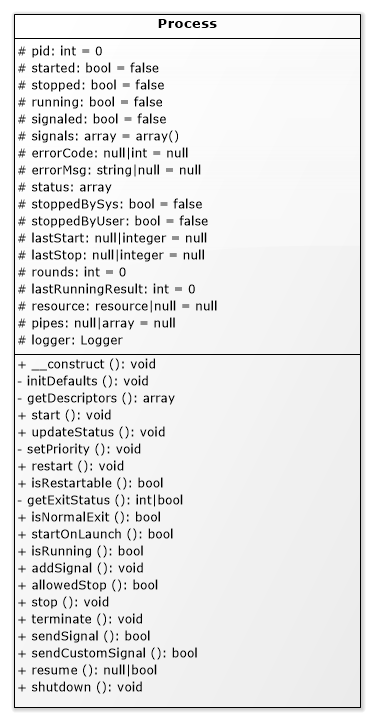 Process
# pid: int = 0
# started: bool = false
# stopped: bool = false
# running: bool = false
# signaled: bool = false
# signals: array = array()
# errorCode: null|int = null
# errorMsg: string|null = null
# status: array
# stoppedBySys: bool = false
# stoppedByUser: bool = false
# lastStart: null|integer = null
# lastStop: null|integer = null
# rounds: int = 0
# lastRunningResult: int = 0
# resource: resource|null = null
# pipes: null|array = null
# logger: Logger
+ __construct (): void
- initDefaults (): void
- getDescriptors (): array
+ start (): void
+ updateStatus (): void
- setPriority (): void
+ restart (): void
+ isRestartable (): bool
- getExitStatus (): int|bool
+ isNormalExit (): bool
+ startOnLaunch (): bool
+ isRunning (): bool
+ addSignal (): void
+ allowedStop (): bool
+ stop (): void
+ terminate (): void
+ sendSignal (): bool
+ sendCustomSignal (): bool
+ resume (): null|bool
+ shutdown (): void